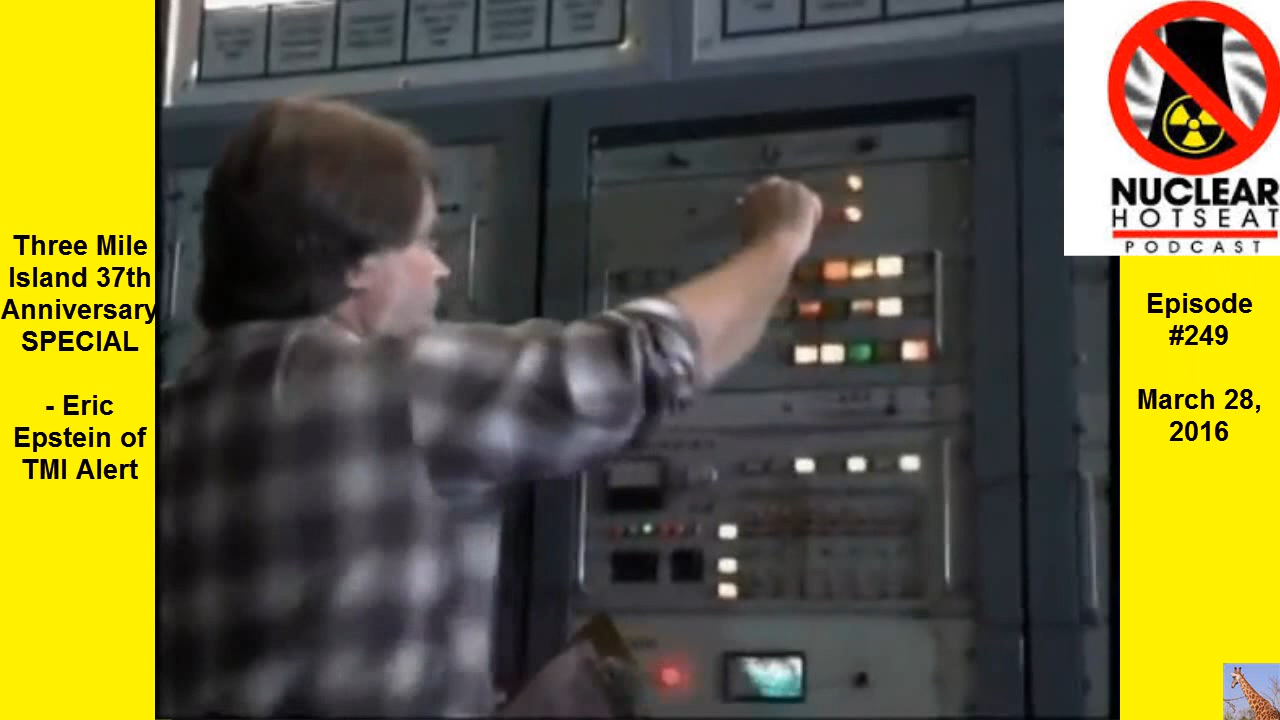 Three Mile
Island 37th
Anniversary
SPECIAL
- Eric
Epstein of
TMI Alert
NUCLEAR
HOTSEAT
PODCAST
Episode
#249
March 28,
2016